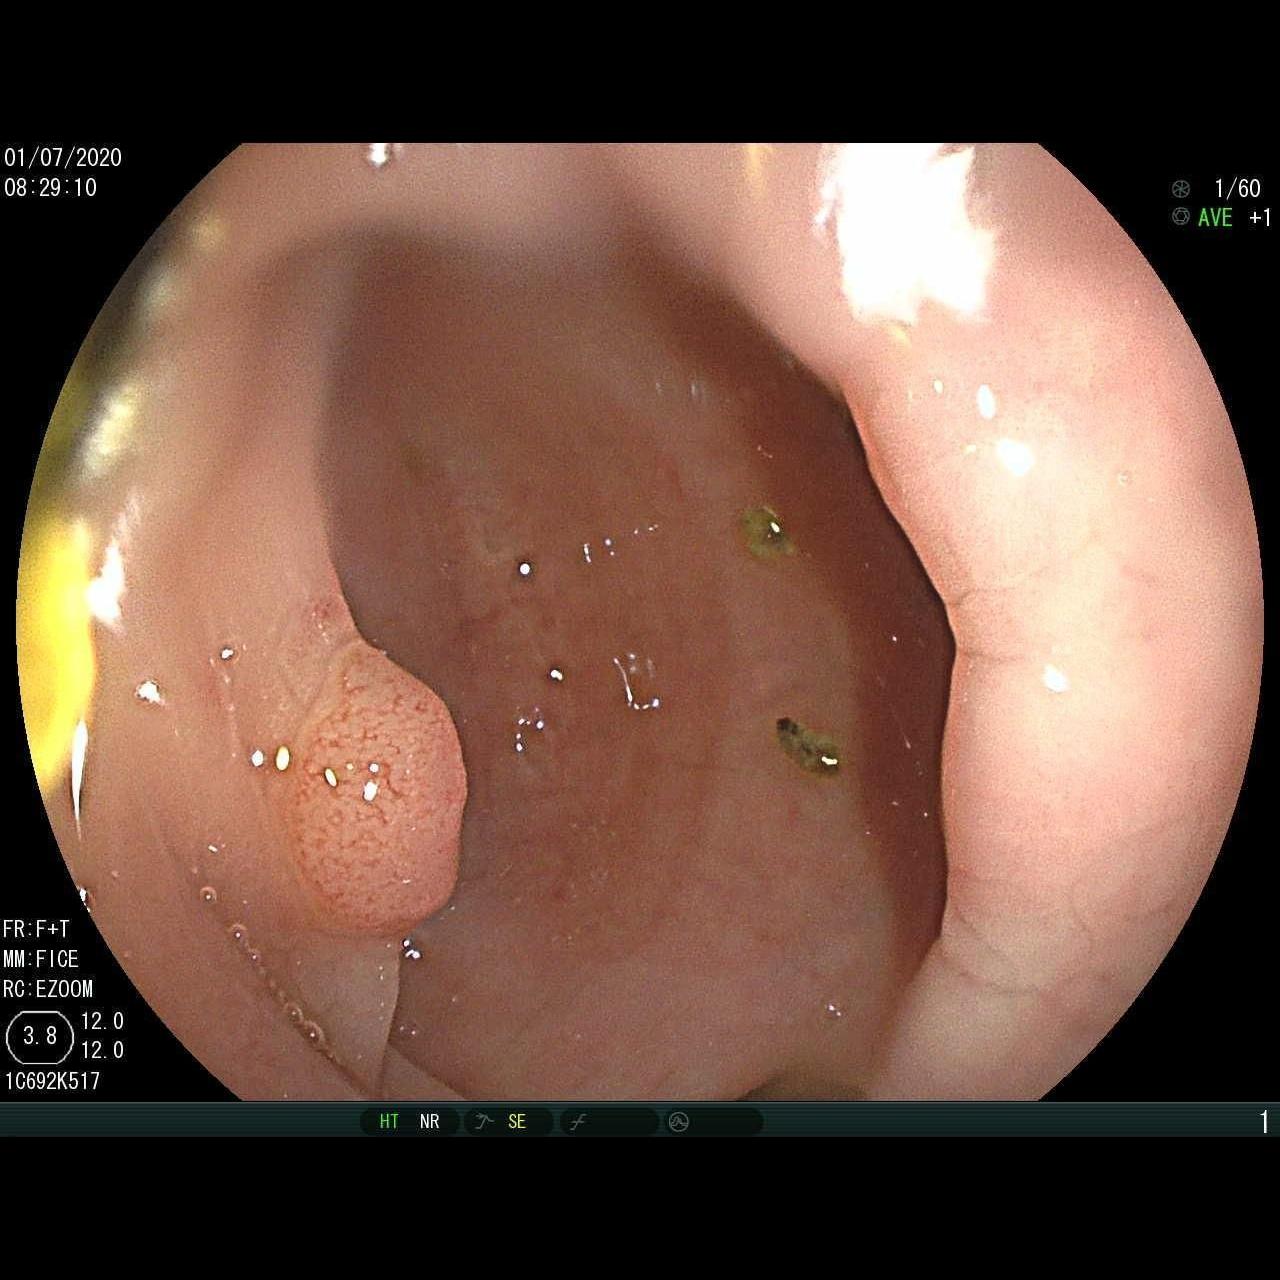 01/07/2020
08:29:10
1/60
AVE +1
FR:F+T
MM:FICE
RC:EZOOM
3.8
12.0
12.0
1C692K517
HT NR SE
1